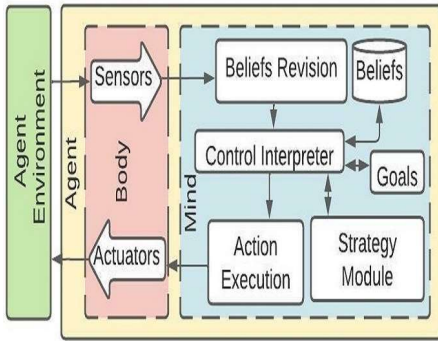 Agent
Environment
Agent
Body
Sensors
Actuators
Mind
Beliefs Revision
Beliefs
Control Interpreter
Goals
Action
Execution
Strategy
Module